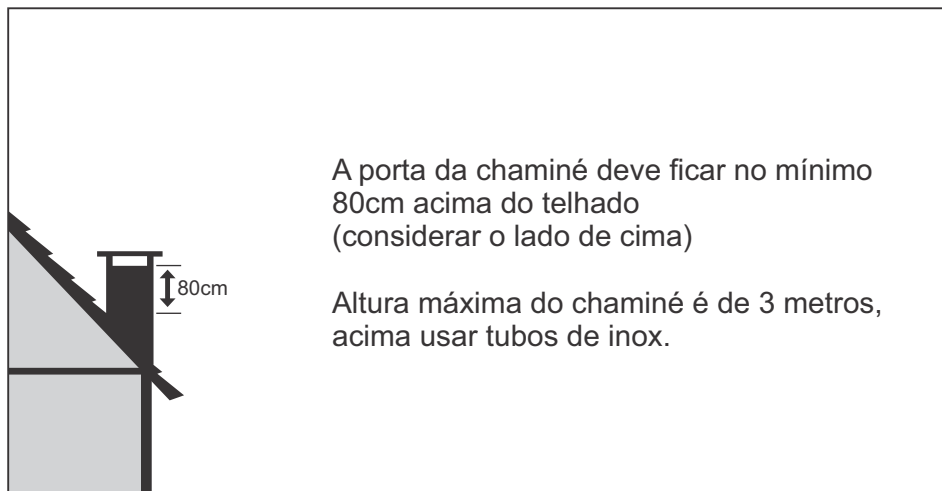 A porta da chaminé deve ficar no mínimo
80cm acima do telhado
(considerar o lado de cima)
80cm
Altura máxima do chaminé é de 3 metros,
acima usar tubos de inox.